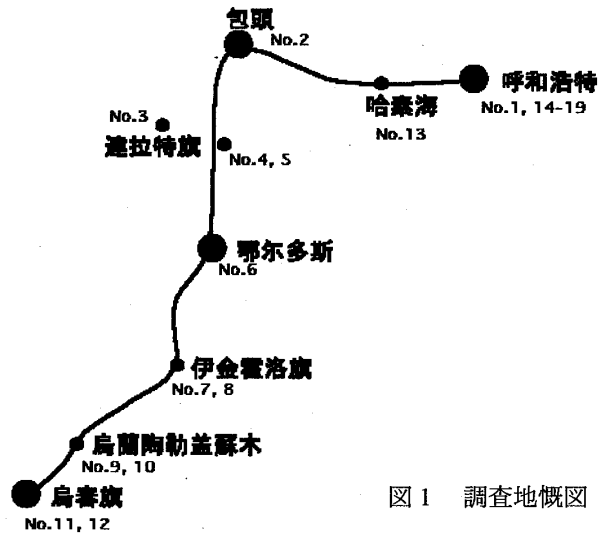 包頭
No.2
呼和浩特
No.1, 14-19
哈素海
No.13
No.3
達拉特旗
No.4, 5
鄂尔多斯
No.6
伊金霍洛旗
No.7, 8
烏蘭陶勒盖蘇木
No.9, 10
烏審旗
No.11, 12
図1 調査地慨図